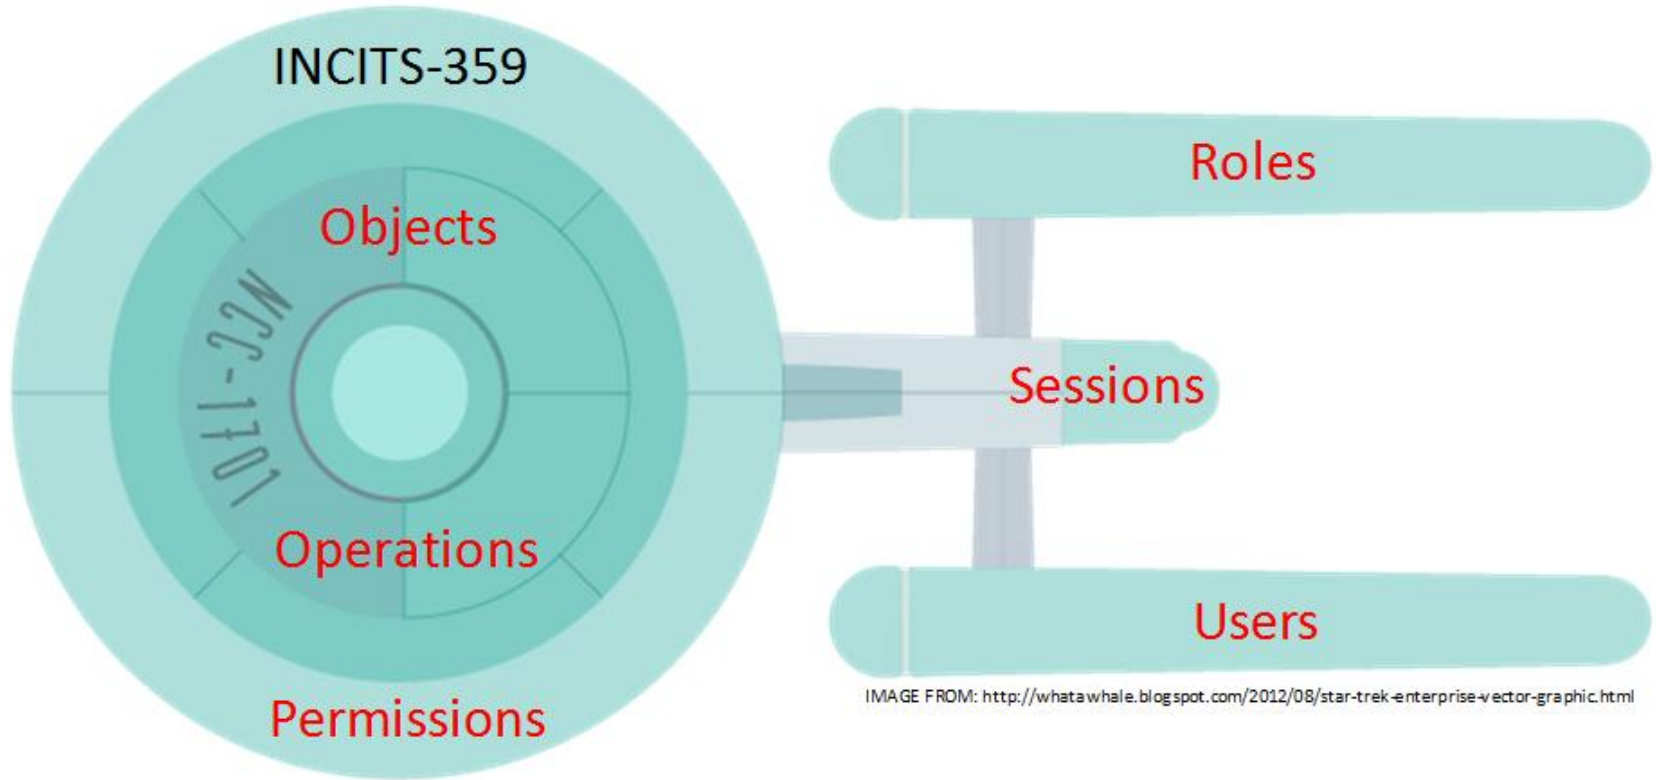 INCITS-359
Roles
Objects
NCC-1701
Sessions
Operations
Users
IMAGE FROM: http://whatawhale.blogspot.com/2012/08/star-trek-enterprise-vector-graphic.html
Permissions